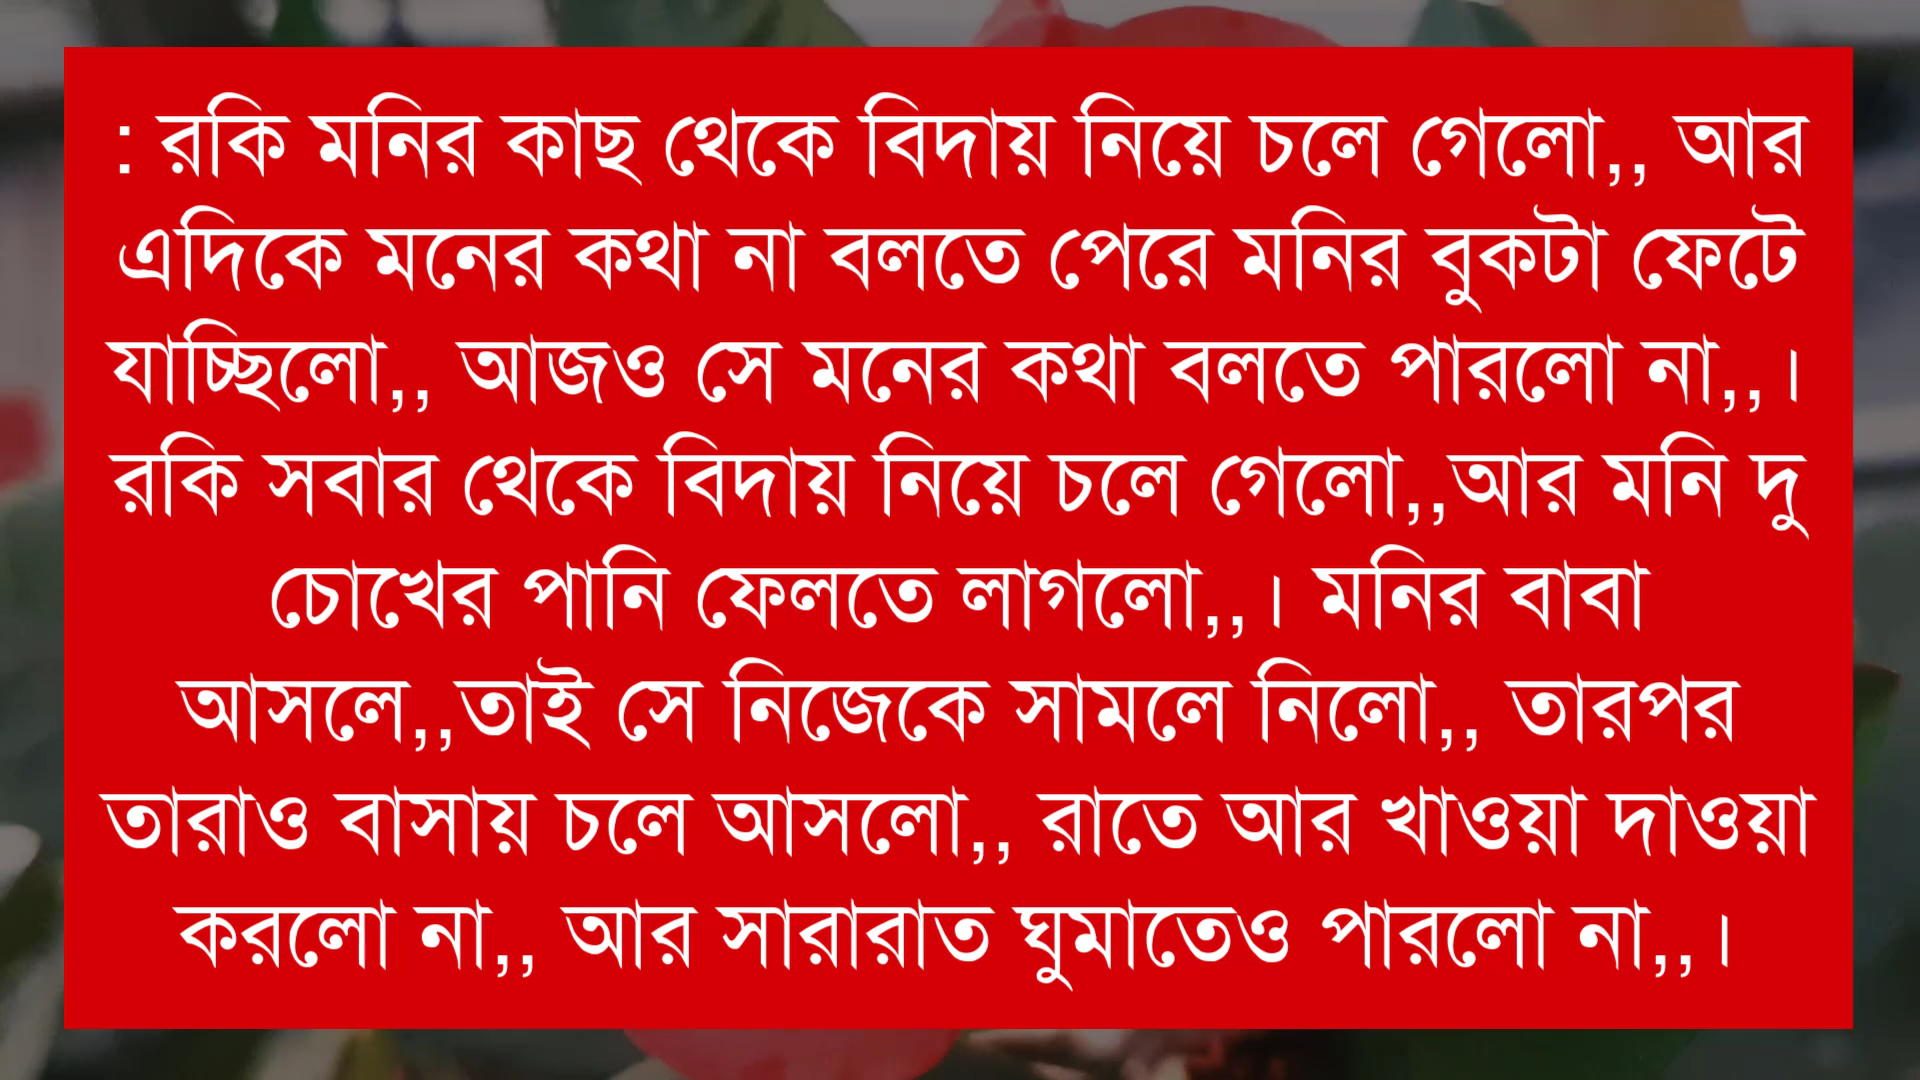 : রকি মনির কাছ থেকে বিদায় নিয়ে চলে গেলো,, আর
এদিকে মনের কথা না বলতে পেরে মনির বুকটা ফেটে
যাচ্ছিলো,, আজও সে মনের কথা বলতে পারলো না,,।
রকি সবার থেকে বিদায় নিয়ে চলে গেলো,,আর মনি দু
চোখের পানি ফেলতে লাগলো,,। মনির বাবা
আসলে,,তাই সে নিজেকে সামলে নিলো,, তারপর
তারাও বাসায় চলে আসলো,, রাতে আর খাওয়া দাওয়া
করলো না,, আর সারারাত ঘুমাতেও পারলো না,,।